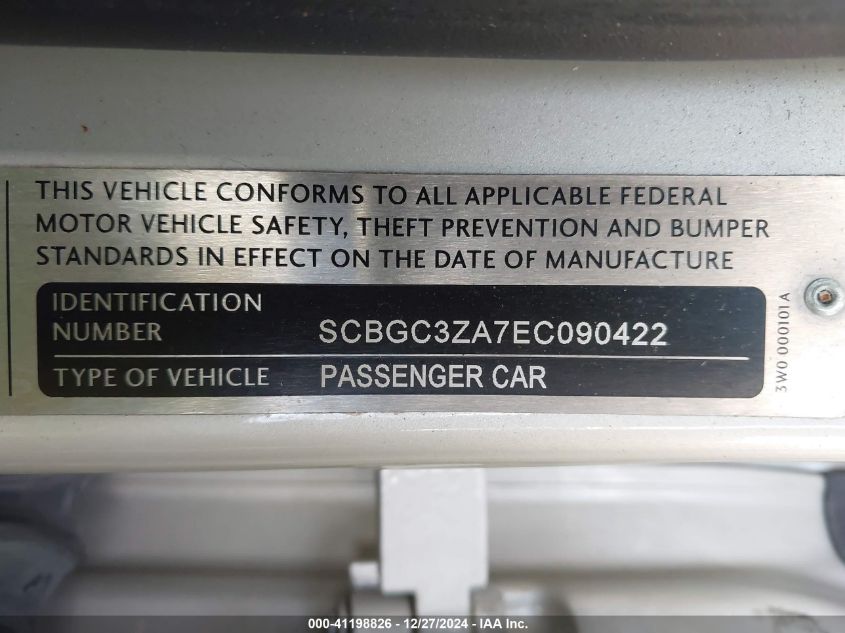 THIS VEHICLE CONFORMS TO ALL APPLICABLE FEDERAL
MOTOR VEHICLE SAFETY, THEFT PREVENTION AND BUMPER
STANDARDS IN EFFECT ON THE DATE OF MANUFACTURE
IDENTIFICATION
NUMBER SCBGC3ZA7EC090422
TYPE OF VEHICLE PASSENGER CAR
3W0 000101A
000-41198826 - 12/27/2024 - IAA Inc.